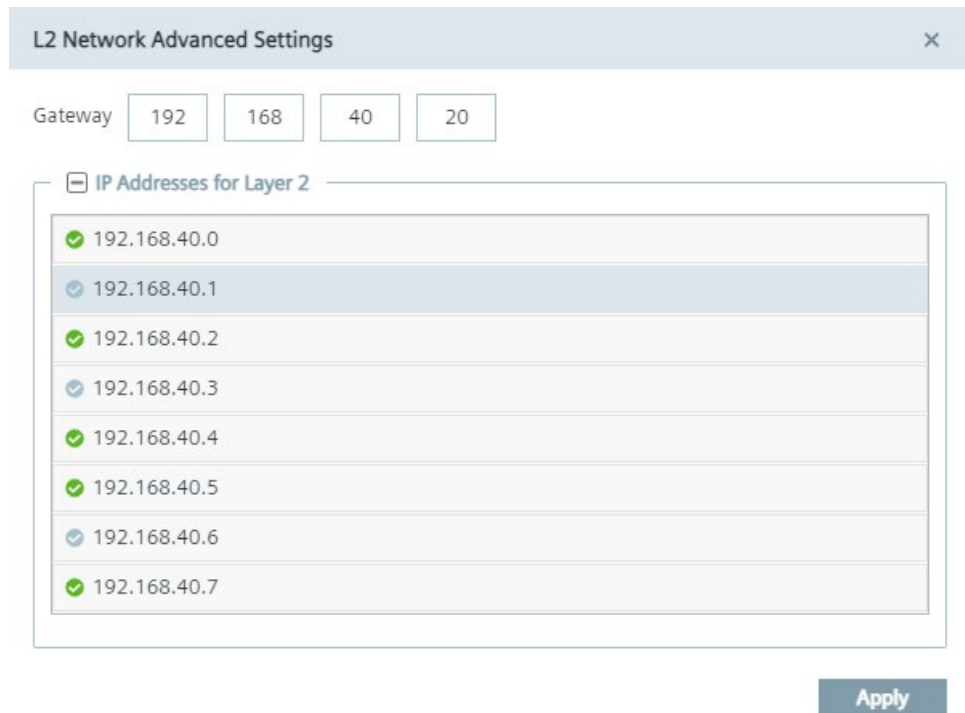 L2 Network Advanced Settings
Gateway 192 168 40 20
IP Addresses for Layer 2
192.168.40.0
192.168.40.1
192.168.40.2
192.168.40.3
192.168.40.4
192.168.40.5
192.168.40.6
192.168.40.7
Apply